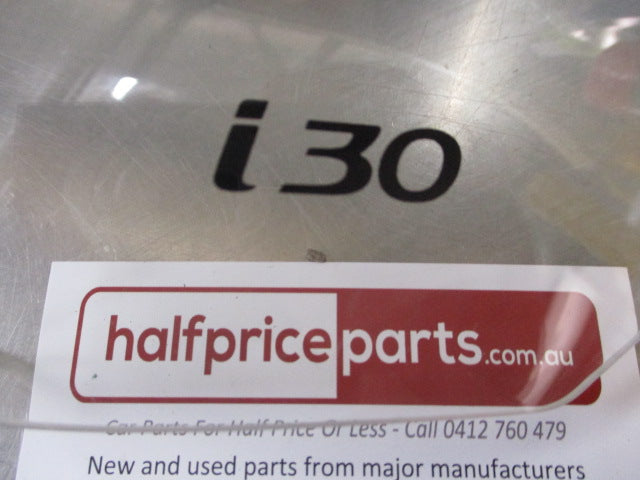 i30
halfpriceparts.com.au
Car Parts For Half Price Or Less - Call 0412 760 479
New and used parts from major manufacturers